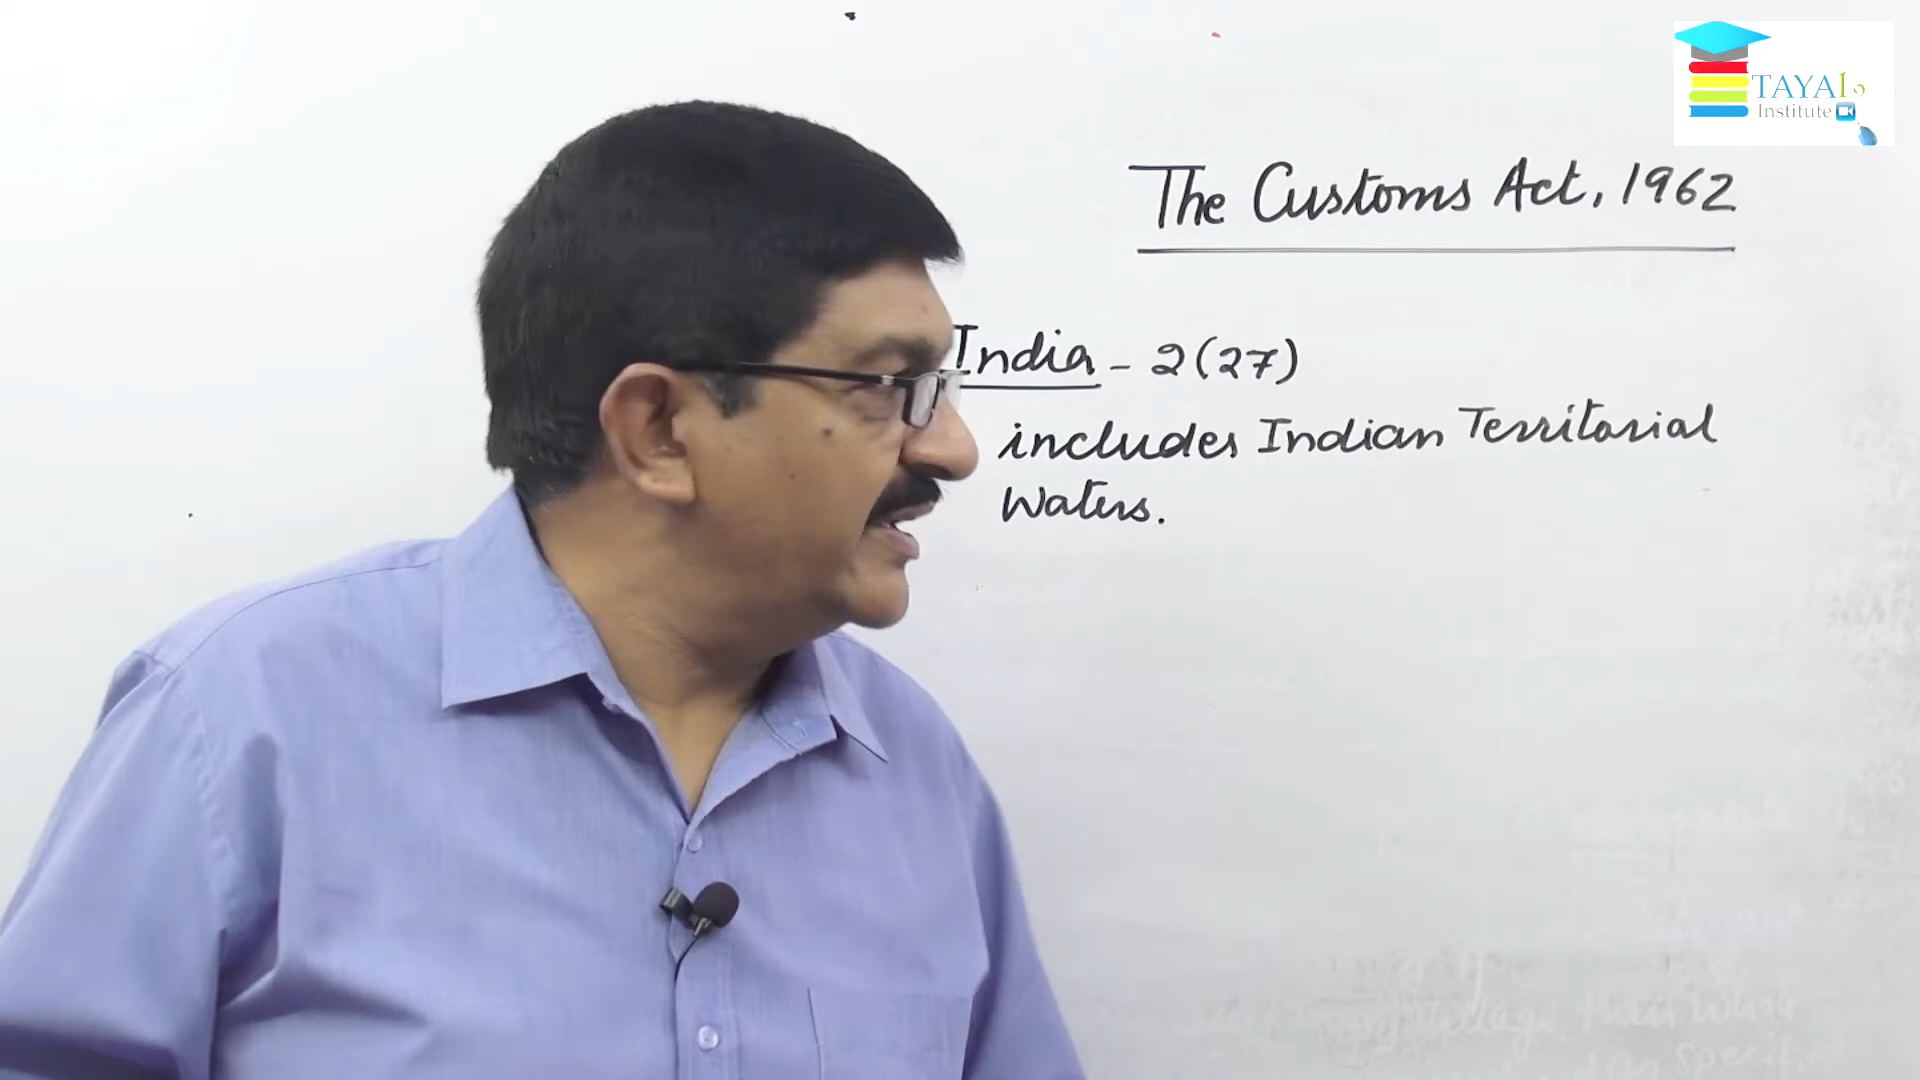 TAYAL
Institute
The Customs Act, 1962
India - 2(27)
includes Indian Territorial
Waters.